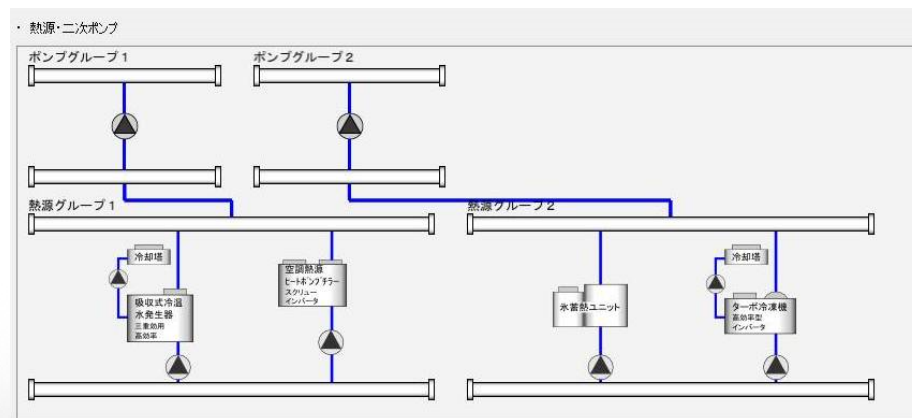 ・ 熱源・二次ポンプ
ポンプグループ1
ポンプグループ2
熱源グループ1
熱源グループ2
冷却塔
吸収式冷温
水発生器
三重効用
高効率
空調熱源
ヒートポンプチラー
スクリュー
インバータ
氷蓄熱ユニット
冷却塔
ターボ冷凍機
高効率型
インバータ